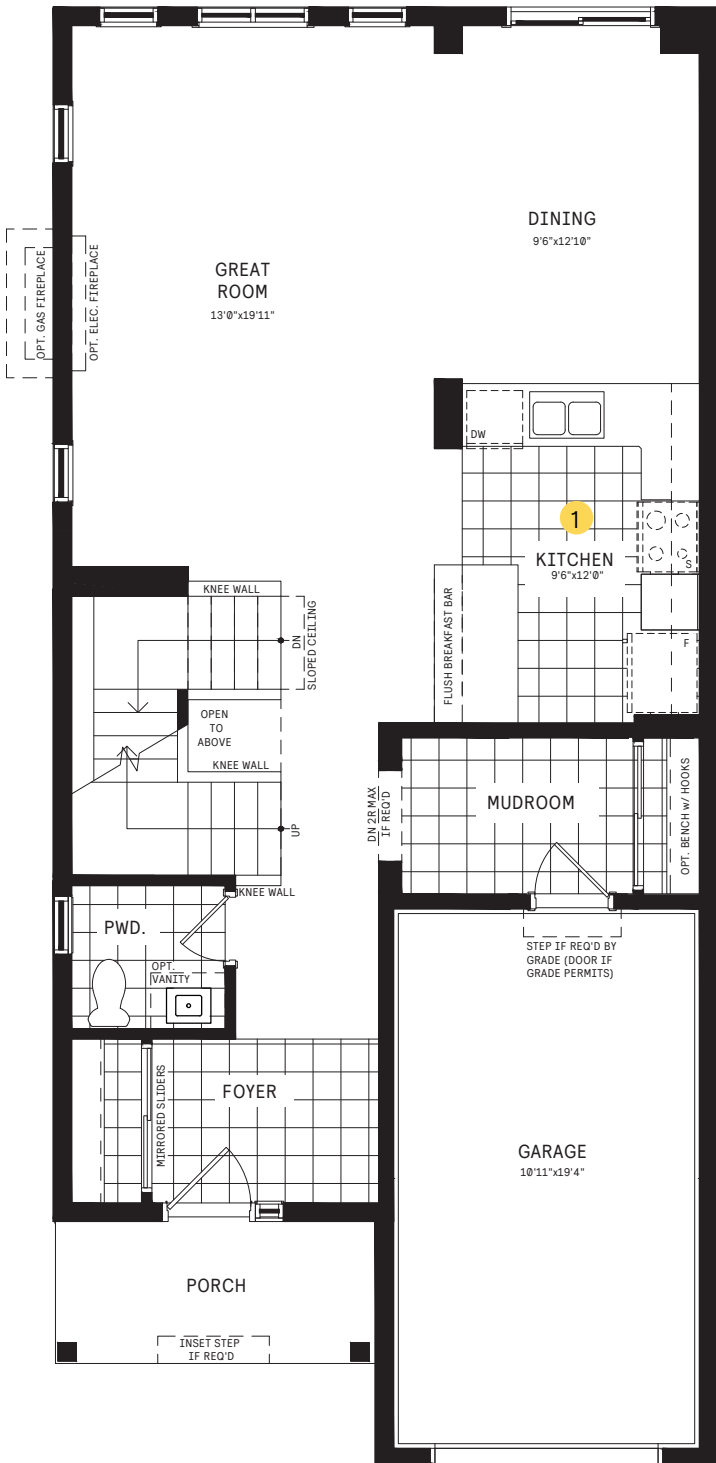 DINING
9'6"x12'10"
GREAT
ROOM
13'0"x19'11"
OPT. GAS FIREPLACE
OPT. ELEC. FIREPLACE
DW
1
KITCHEN
9'6"x12'0"
S
F
FLUSH BREAKFAST BAR
KNEE WALL
DN
SLOPED CEILING
OPEN
TO
ABOVE
KNEE WALL
UP
KNEE WALL
DN 2R MAX
IF REQ'D
MUDROOM
OPT. BENCH w/ HOOKS
PWD.
OPT.
VANITY
STEP IF REQ'D BY
GRADE (DOOR IF
GRADE PERMITS)
MIRRORED SLIDERS
FOYER
GARAGE
10'11"x19'4"
PORCH
INSET STEP
IF REQ'D